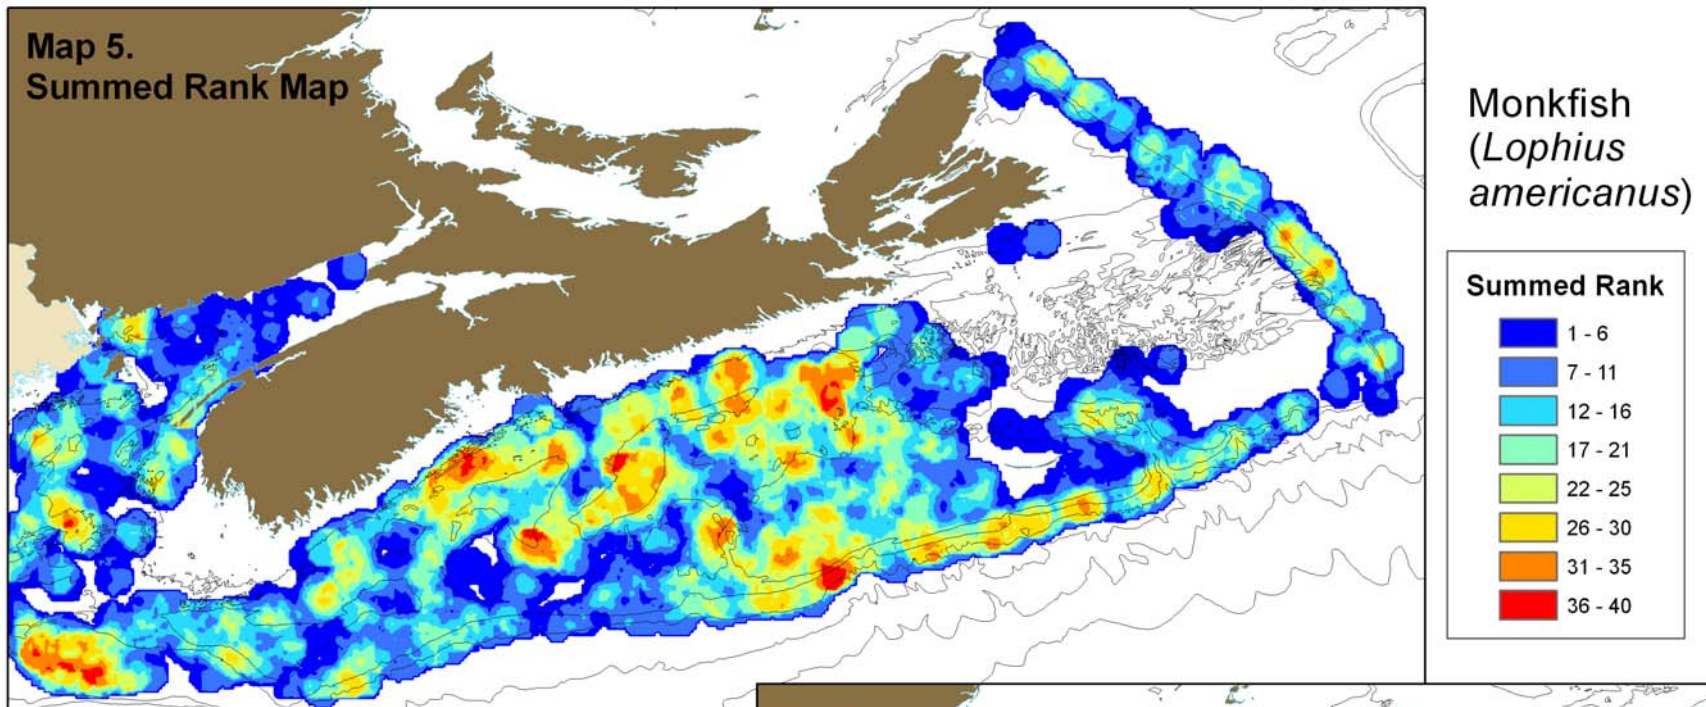 Map 5.
Summed Rank Map
Monkfish
(Lophius
americanus)
Summed Rank
1 - 6
7 - 11
12 - 16
17 - 21
22 - 25
26 - 30
31 - 35
36 - 40